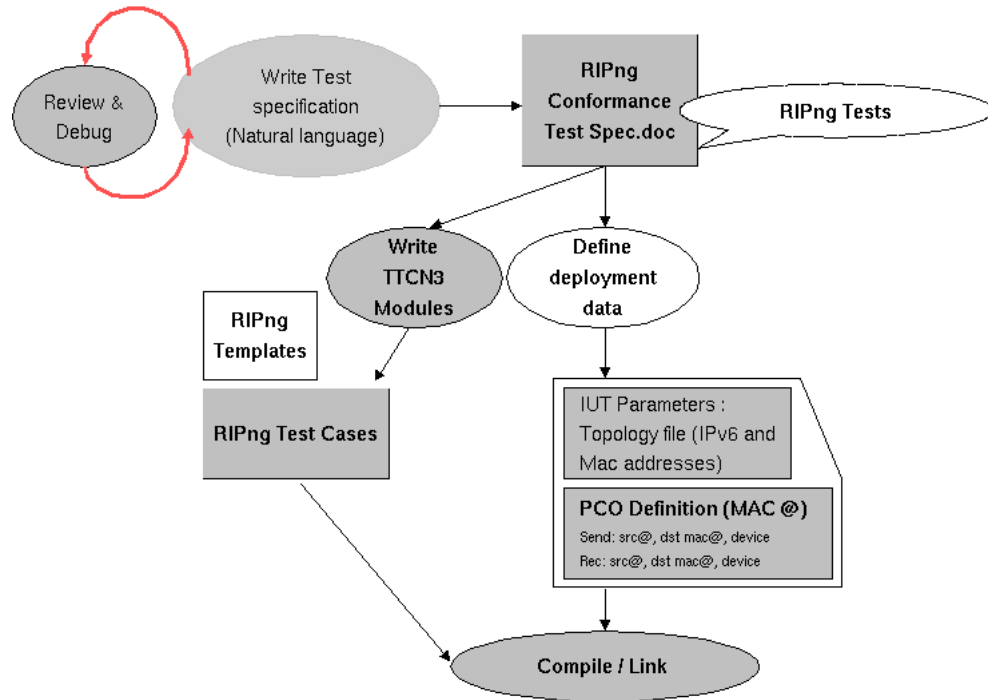 Review &
Debug
Write Test
specification
(Natural language)
RIPng
Conformance
Test Spec.doc
RIPng Tests
Write
TTCN3
Modules
Define
deployment
data
RIPng
Templates
RIPng Test Cases
IUT Parameters :
Topology file (IPv6 and
Mac addresses)
PCO Definition (MAC @)
Send: src@, dst mac@, device
Rec: src@, dst mac@, device
Compile / Link